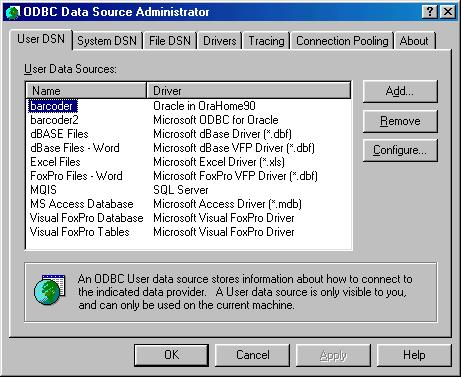 ODBC Data Source Administrator
User DSN System DSN File DSN Drivers Tracing Connection Pooling About
User Data Sources:
Name Driver
barcoder Oracle in OraHome90
barcoder2 Microsoft ODBC for Oracle
dBASE Files Microsoft dBase Driver (*.dbf)
dBase Files - Word Microsoft dBase VFP Driver (*.dbf)
Excel Files Microsoft Excel Driver (*.xls)
FoxPro Files - Word Microsoft FoxPro VFP Driver (*.dbf)
MQIS SQL Server
MS Access Database Microsoft Access Driver (*.mdb)
Visual FoxPro Database Microsoft Visual FoxPro Driver
Visual FoxPro Tables Microsoft Visual FoxPro Driver
Add...
Remove
Configure...
An ODBC User data source stores information about how to connect to
the indicated data provider. A User data source is only visible to you,
and can only be used on the current machine.
OK Cancel Apply Help